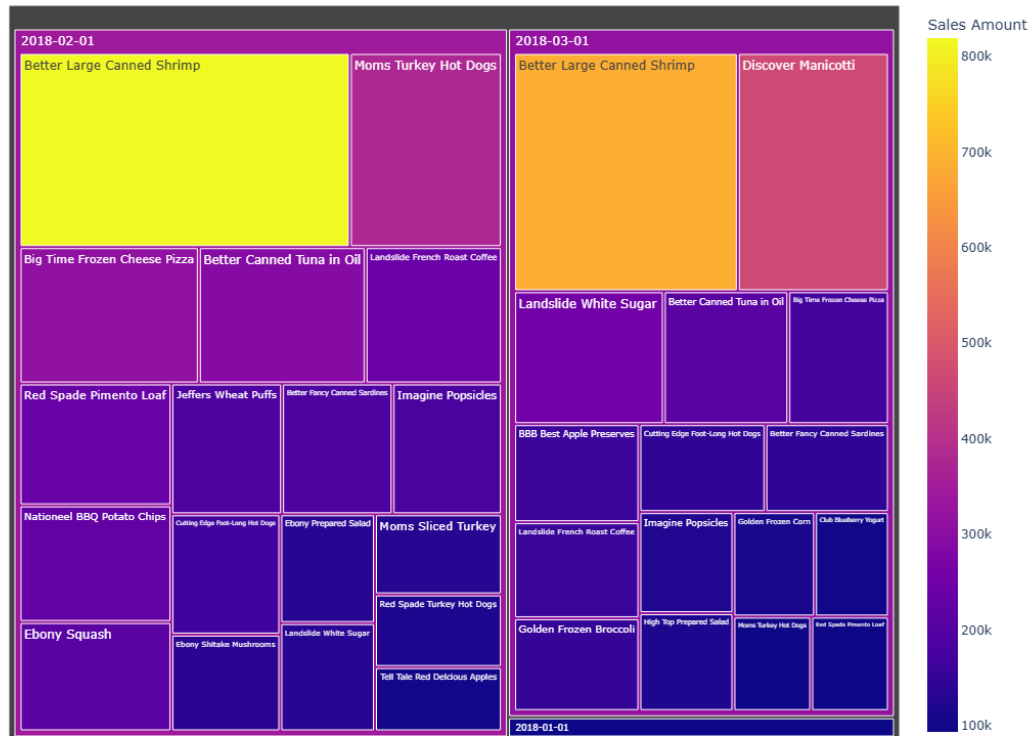 Sales Amount
2018-02-01
Better Large Canned Shrimp
Moms Turkey Hot Dogs
Big Time Frozen Cheese Pizza
Better Canned Tuna in Oil
Landslide French Roast Coffee
Red Spade Pimento Loaf
Jeffers Wheat Puffs
Better Fancy Canned Sardines
Imagine Popsicles
Nationeel BBQ Potato Chips
Cutting Edge Foot-Long Hot Dogs
Ebony Prepared Salad
Moms Sliced Turkey
Red Spade Turkey Hot Dogs
Ebony Squash
Ebony Shitake Mushrooms
Landslide White Sugar
Tell Tale Red Delcious Apples
2018-03-01
Better Large Canned Shrimp
Discover Manicotti
Landslide White Sugar
Better Canned Tuna in Oil
Big Time Frozen Cheese Pizza
BBB Best Apple Preserves
Cutting Edge Foot-Long Hot Dogs
Better Fancy Canned Sardines
Landslide French Roast Coffee
Imagine Popsicles
Golden Frozen Corn
Club Blueberry Yogurt
Golden Frozen Broccoli
High Top Prepared Salad
Moms Turkey Hot Dogs
Red Spade Pimento Loaf
2018-01-01
800k
700k
600k
500k
400k
300k
200k
100k